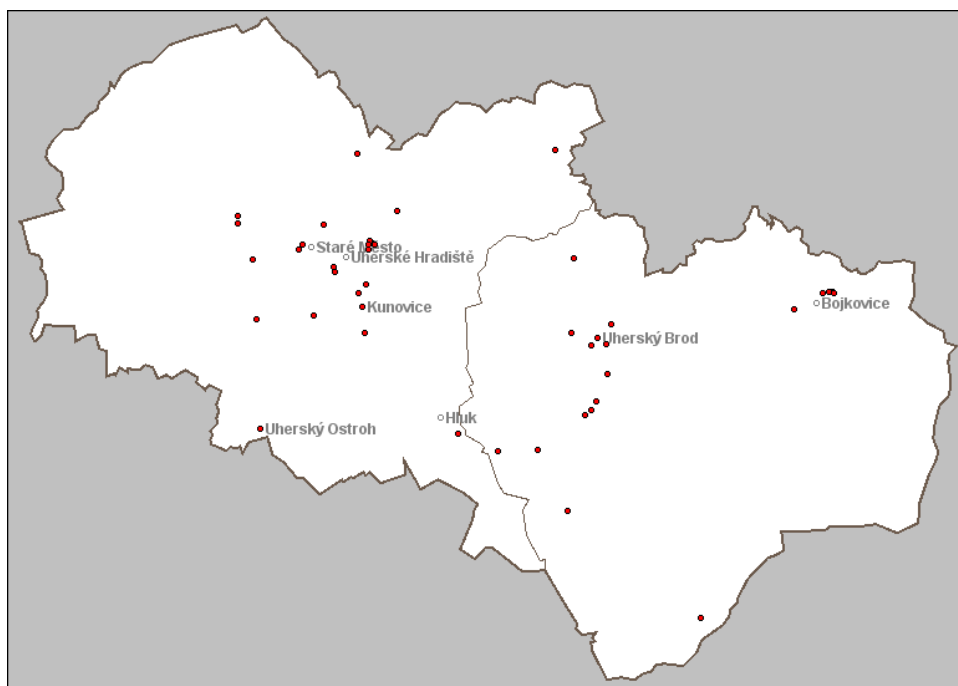 Staré Město
Uherské Hradiště
Kunovice
Bojkovice
Uherský Brod
Hluk
Uherský Ostroh